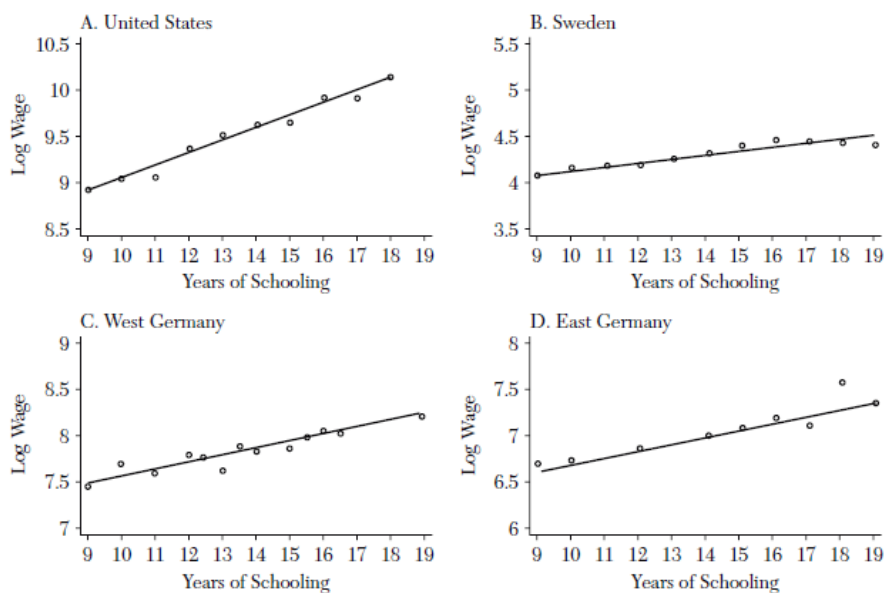 A. United States
10.5
10
9.5
9
8.5
Log Wage
9 10 11 12 13 14 15 16 17 18 19
Years of Schooling
B. Sweden
5.5
5
4.5
4
3.5
Log Wage
9 10 11 12 13 14 15 16 17 18 19
Years of Schooling
C. West Germany
9
8.5
8
7.5
7
Log Wage
9 10 11 12 13 14 15 16 17 18 19
Years of Schooling
D. East Germany
8
7.5
7
6.5
6
Log Wage
9 10 11 12 13 14 15 16 17 18 19
Years of Schooling